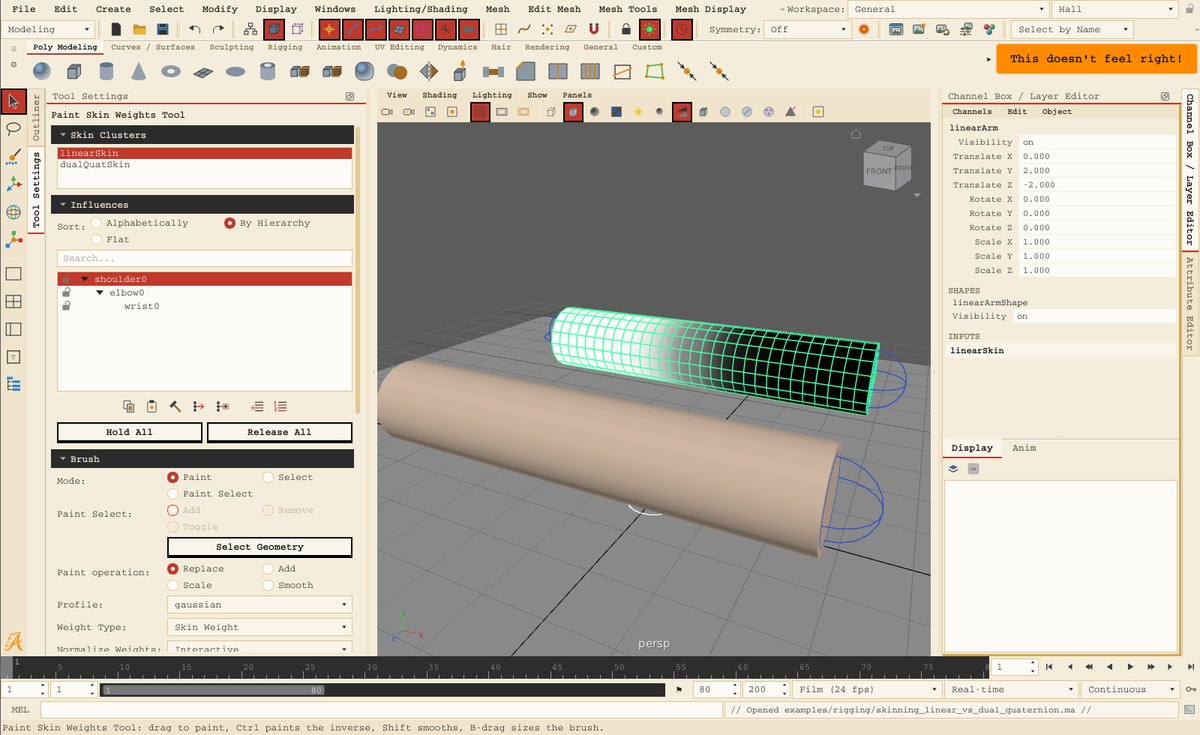 File Edit Create Select Modify Display Windows Lighting/Shading Mesh Edit Mesh Mesh Tools Mesh Display Workspace: General Hall
Modeling Symmetry: Off Select by Name
Poly Modeling Curves / Surfaces Sculpting Rigging Animation UV Editing Dynamics Hair Rendering General Custom
This doesn't feel right!
Outliner
Tool Settings
Tool Settings
Paint Skin Weights Tool
Skin Clusters
linearSkin
dualQuatSkin
Influences
Sort: Alphabetically By Hierarchy
Flat
Search...
shoulder0
elbow0
wrist0
Hold All Release All
Brush
Mode: Paint Select
Paint Select
Paint Select: Add Remove
Toggle
Select Geometry
Paint operation: Replace Add
Scale Smooth
Profile: gaussian
Weight Type: Skin Weight
Normalize Weights: Interactive
View Shading Lighting Show Panels
TOP
FRONT RIGHT
persp
Channel Box / Layer Editor
Channels Edit Object
linearArm
Visibility on
Translate X 0.000
Translate Y 2.000
Translate Z -2.000
Rotate X 0.000
Rotate Y 0.000
Rotate Z 0.000
Scale X 1.000
Scale Y 1.000
Scale Z 1.000
SHAPES
linearArmShape
Visibility on
INPUTS
linearSkin
Display Anim
Channel Box / Layer Editor
Attribute Editor
1 5 10 15 20 25 30 35 40 45 50 55 60 65 70 75 1
1 1 1 80 80 200 Film (24 fps) Real-time Continuous
MEL // Opened examples/rigging/skinning_linear_vs_dual_quaternion.ma //
Paint Skin Weights Tool: drag to paint, Ctrl paints the inverse, Shift smooths, B-drag sizes the brush.